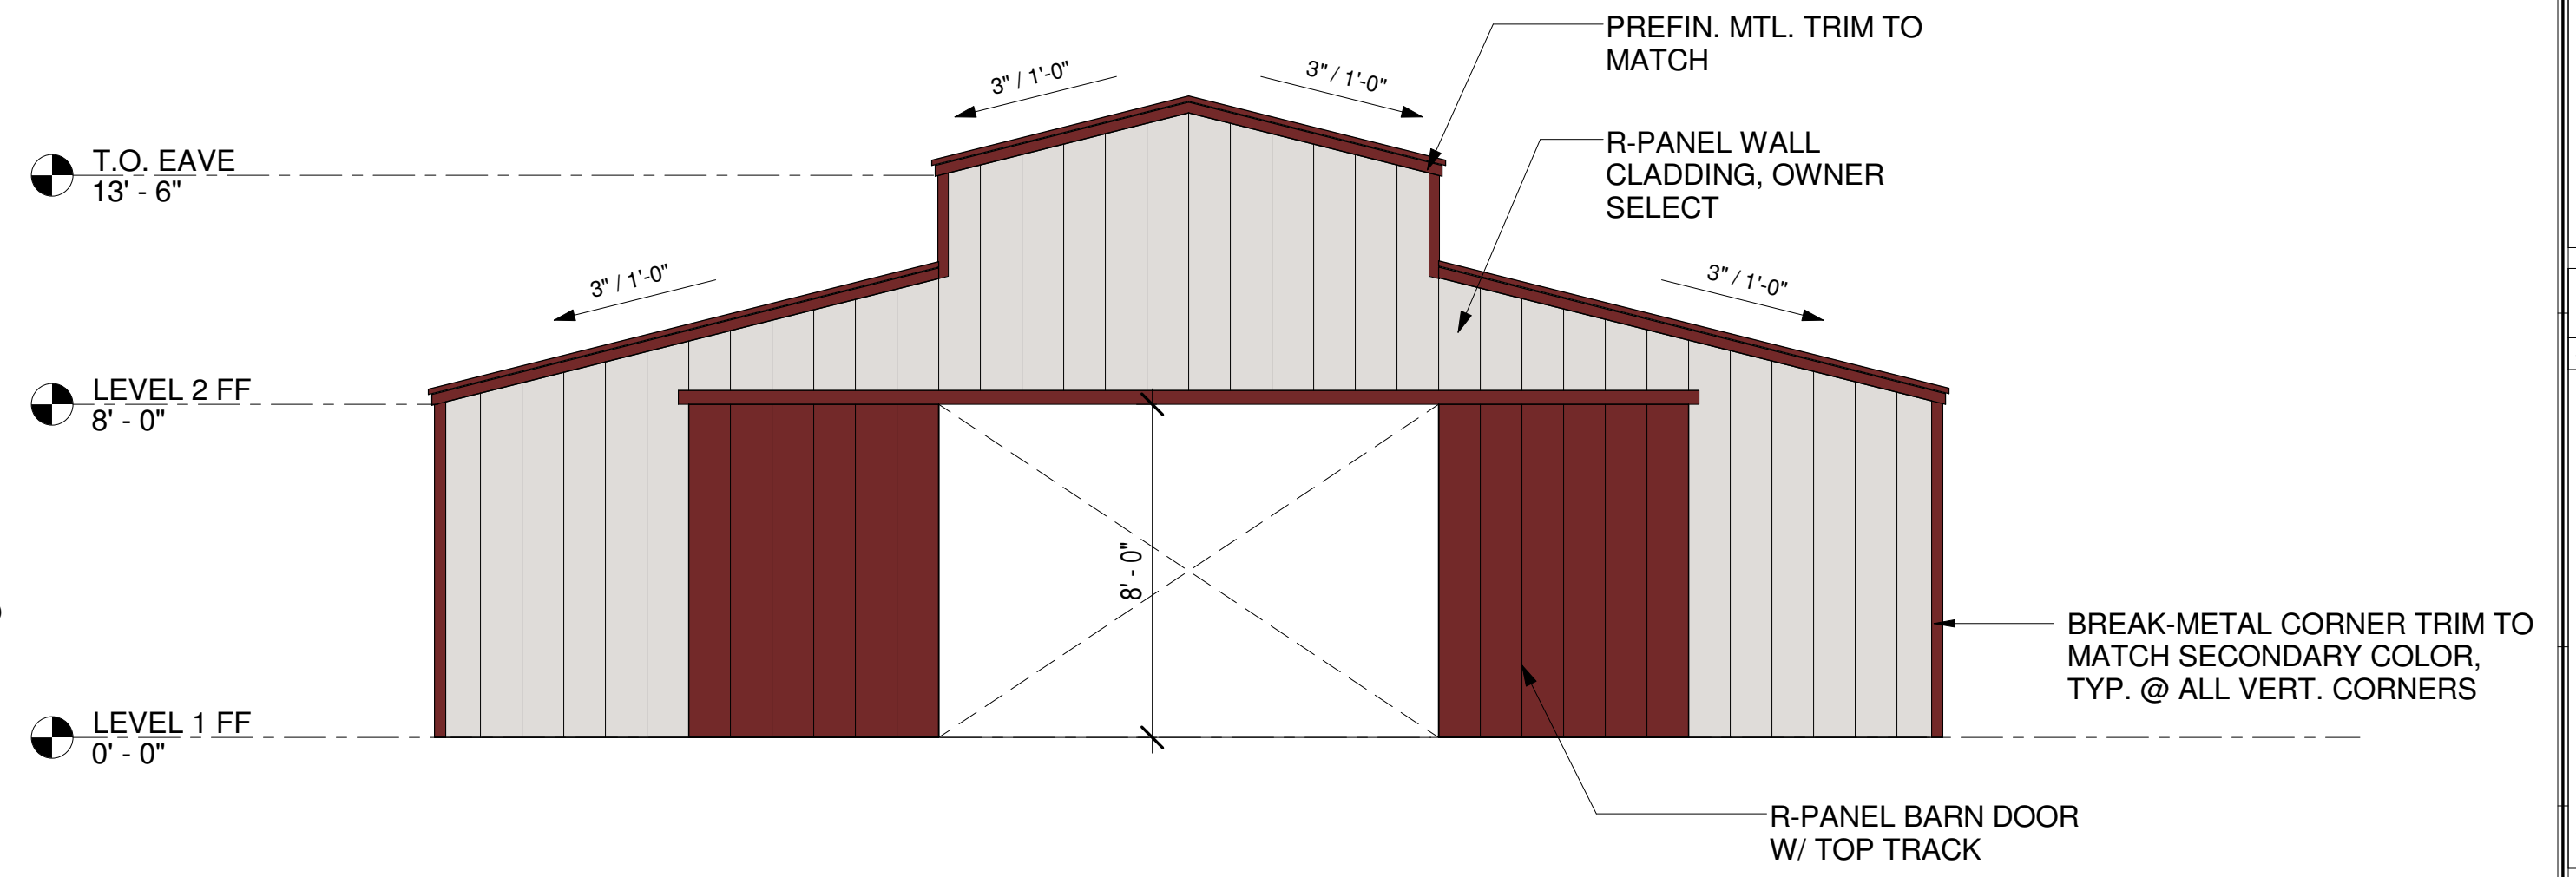 PREFIN. MTL. TRIM TO
MATCH
3" / 1'-0"
3" / 1'-0"
R-PANEL WALL
CLADDING, OWNER
SELECT
T.O. EAVE
13' - 6"
3" / 1'-0"
3" / 1'-0"
LEVEL 2 FF
8' - 0"
8' - 0"
BREAK-METAL CORNER TRIM TO
MATCH SECONDARY COLOR,
TYP. @ ALL VERT. CORNERS
LEVEL 1 FF
0' - 0"
R-PANEL BARN DOOR
W/ TOP TRACK